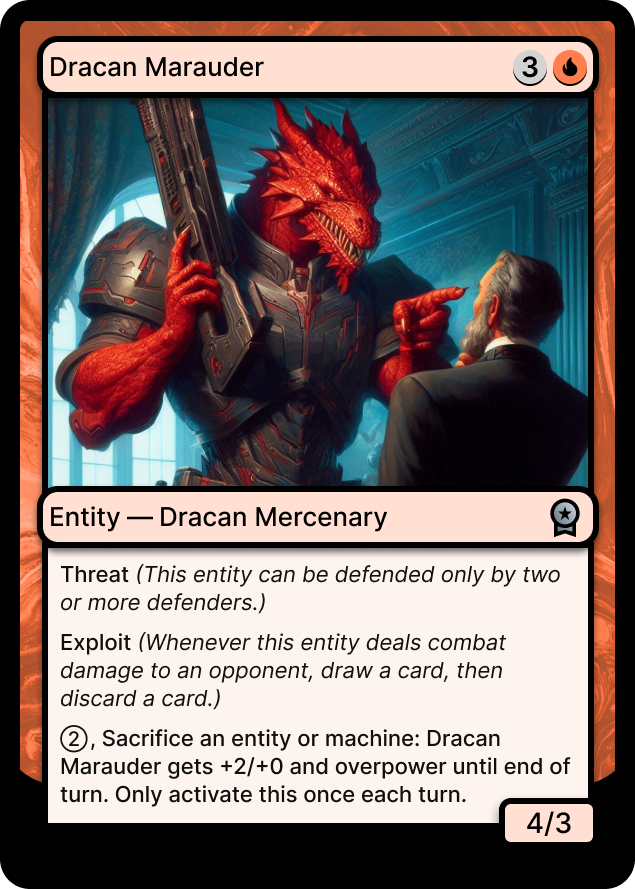 Dracan Marauder 3
Entity — Dracan Mercenary
Threat (This entity can be defended only by two
or more defenders.)
Exploit (Whenever this entity deals combat
damage to an opponent, draw a card, then
discard a card.)
②, Sacrifice an entity or machine: Dracan
Marauder gets +2/+0 and overpower until end of
turn. Only activate this once each turn.
4/3